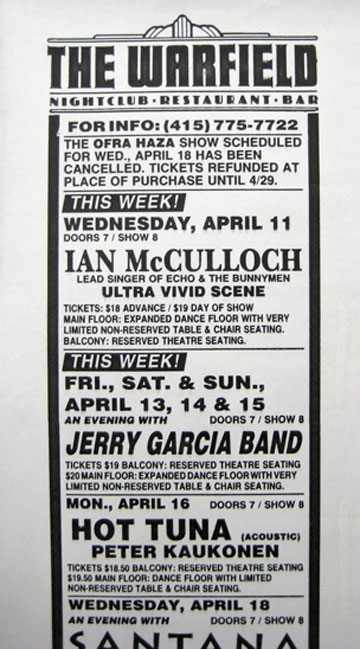 THE WARFIELD
NIGHTCLUB · RESTAURANT · BAR
FOR INFO: (415) 775-7722
THE OFRA HAZA SHOW SCHEDULED
FOR WED., APRIL 18 HAS BEEN
CANCELLED. TICKETS REFUNDED AT
PLACE OF PURCHASE UNTIL 4/29.
THIS WEEK!
WEDNESDAY, APRIL 11
DOORS 7 / SHOW 8
IAN McCULLOCH
LEAD SINGER OF ECHO & THE BUNNYMEN
ULTRA VIVID SCENE
TICKETS: $18 ADVANCE / $19 DAY OF SHOW
MAIN FLOOR: EXPANDED DANCE FLOOR WITH VERY
LIMITED NON-RESERVED TABLE & CHAIR SEATING.
BALCONY: RESERVED THEATRE SEATING.
THIS WEEK!
FRI., SAT. & SUN.,
APRIL 13, 14 & 15
AN EVENING WITH DOORS 7 / SHOW 8
JERRY GARCIA BAND
TICKETS $19 BALCONY: RESERVED THEATRE SEATING
$20 MAIN FLOOR: EXPANDED DANCE FLOOR WITH VERY
LIMITED NON-RESERVED TABLE & CHAIR SEATING.
MON., APRIL 16 DOORS 7 / SHOW 8
HOT TUNA (ACOUSTIC)
PETER KAUKONEN
TICKETS $18.50 BALCONY: RESERVED THEATRE SEATING
$19.50 MAIN FLOOR: DANCE FLOOR WITH LIMITED
NON-RESERVED TABLE & CHAIR SEATING.
WEDNESDAY, APRIL 18
AN EVENING WITH DOORS 7 / SHOW 8
SANTANA